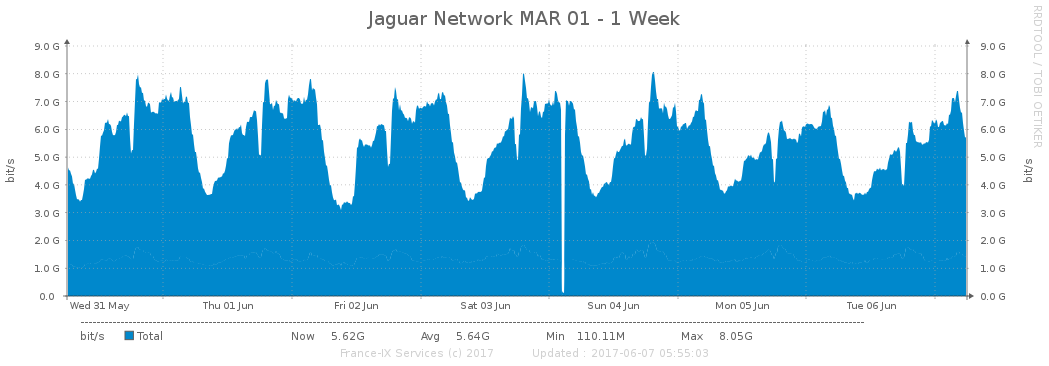 Jaguar Network MAR 01 - 1 Week
RRDTOOL / TOBI OETIKER
bit/s
9.0 G 9.0 G
8.0 G 8.0 G
7.0 G 7.0 G
6.0 G 6.0 G
5.0 G 5.0 G
4.0 G 4.0 G
3.0 G 3.0 G
2.0 G 2.0 G
1.0 G 1.0 G
0.0 0.0 G
bit/s
Wed 31 May Thu 01 Jun Fri 02 Jun Sat 03 Jun Sun 04 Jun Mon 05 Jun Tue 06 Jun
bit/s Total Now 5.62G Avg 5.64G Min 110.11M Max 8.05G
France-IX Services (c) 2017 Updated : 2017-06-07 05:55:03